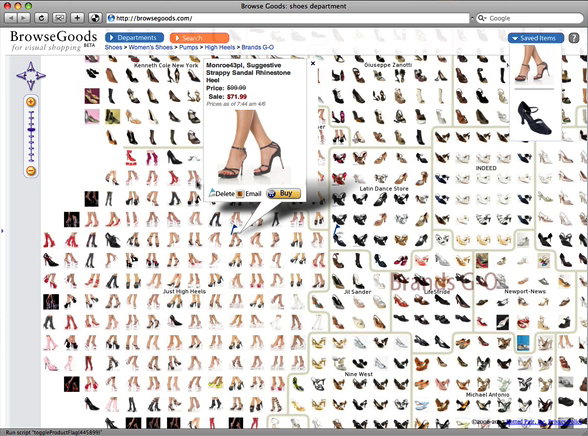 Browse Goods: shoes department
http://browsegoods.com/
Google
BrowseGoods
for visual shopping BETA
Departments
Search
Saved Items
?
Shoes > Women's Shoes > Pumps > High Heels > Brands G-O
Kenneth Cole New York
Giuseppe Zanotti
Monroe43pl, Suggestive
Strappy Sandal Rhinestone
Heel
Price: $99.99
Sale: $71.99
Prices as of 7:44 am 4/6
Delete Email Buy
INDEED
Latin Dance Store
Brands G-O
Just High Heels
Jil Sander
LifeStride
Newport-News
Nine West
Michael Antonio
Run script "toggleProductFlag(445899)"